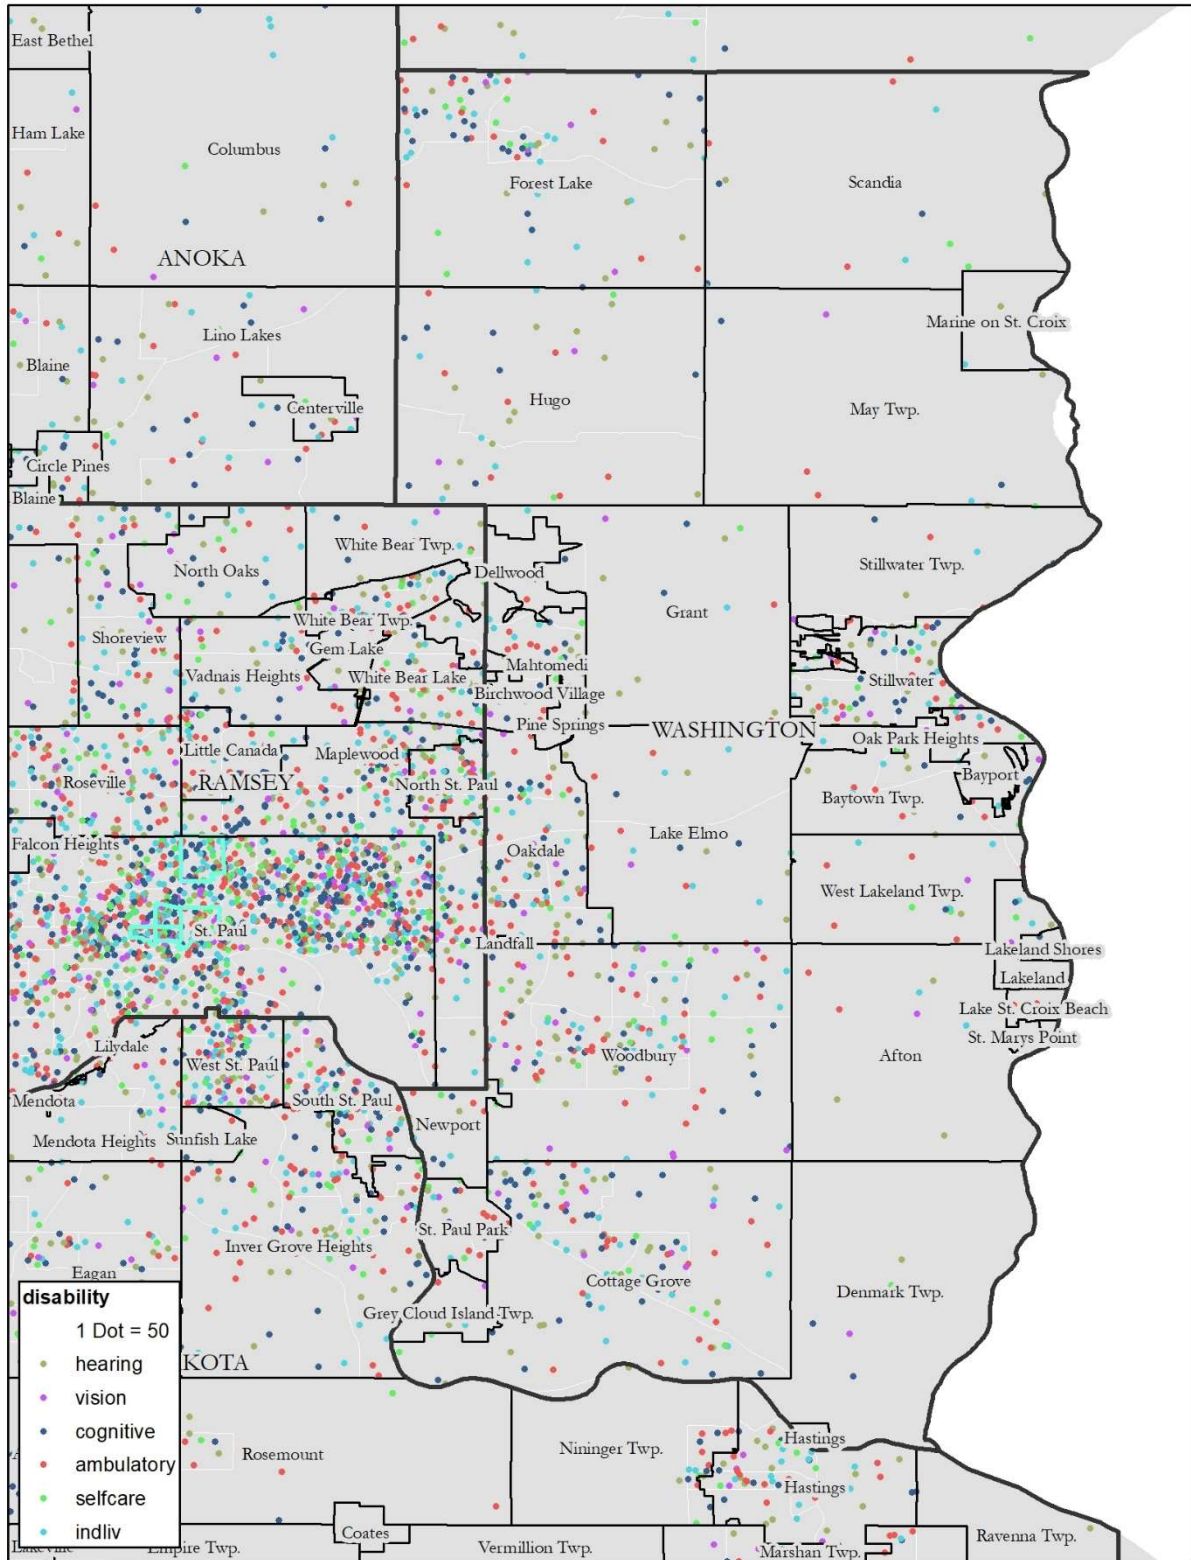 East Bethel
Ham Lake
Columbus
Forest Lake
Scandia
ANOKA
Lino Lakes
Marine on St. Croix
Blaine
Centerville
Hugo
May Twp.
Circle Pines
Blaine
White Bear Twp.
North Oaks
Dellwood
Stillwater Twp.
Grant
White Bear Twp.
Shoreview
Gem Lake
Mahtomedi
Vadnais Heights
White Bear Lake
Stillwater
Birchwood Village
Pine Springs
WASHINGTON
Oak Park Heights
Little Canada
Maplewood
Roseville
RAMSEY
North St. Paul
Bayport
Baytown Twp.
Falcon Heights
Lake Elmo
Oakdale
West Lakeland Twp.
St. Paul
Landfall
Lakeland Shores
Lakeland
Lake St. Croix Beach
St. Marys Point
Lilydale
Woodbury
Afton
West St. Paul
Mendota
South St. Paul
Newport
Mendota Heights
Sunfish Lake
St. Paul Park
Inver Grove Heights
Eagan
Cottage Grove
Denmark Twp.
Grey Cloud Island Twp.
KOTA
disability
1 Dot = 50
hearing
vision
cognitive
ambulatory
selfcare
indliv
Hastings
Rosemount
Nininger Twp.
Hastings
Coates
Ravenna Twp.
Lakeville
Empire Twp.
Vermillion Twp.
Marshan Twp.